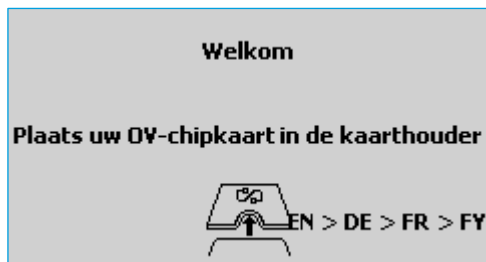 Welkom
Plaats uw OV-chipkaart in de kaarthouder
EN > DE > FR > FY